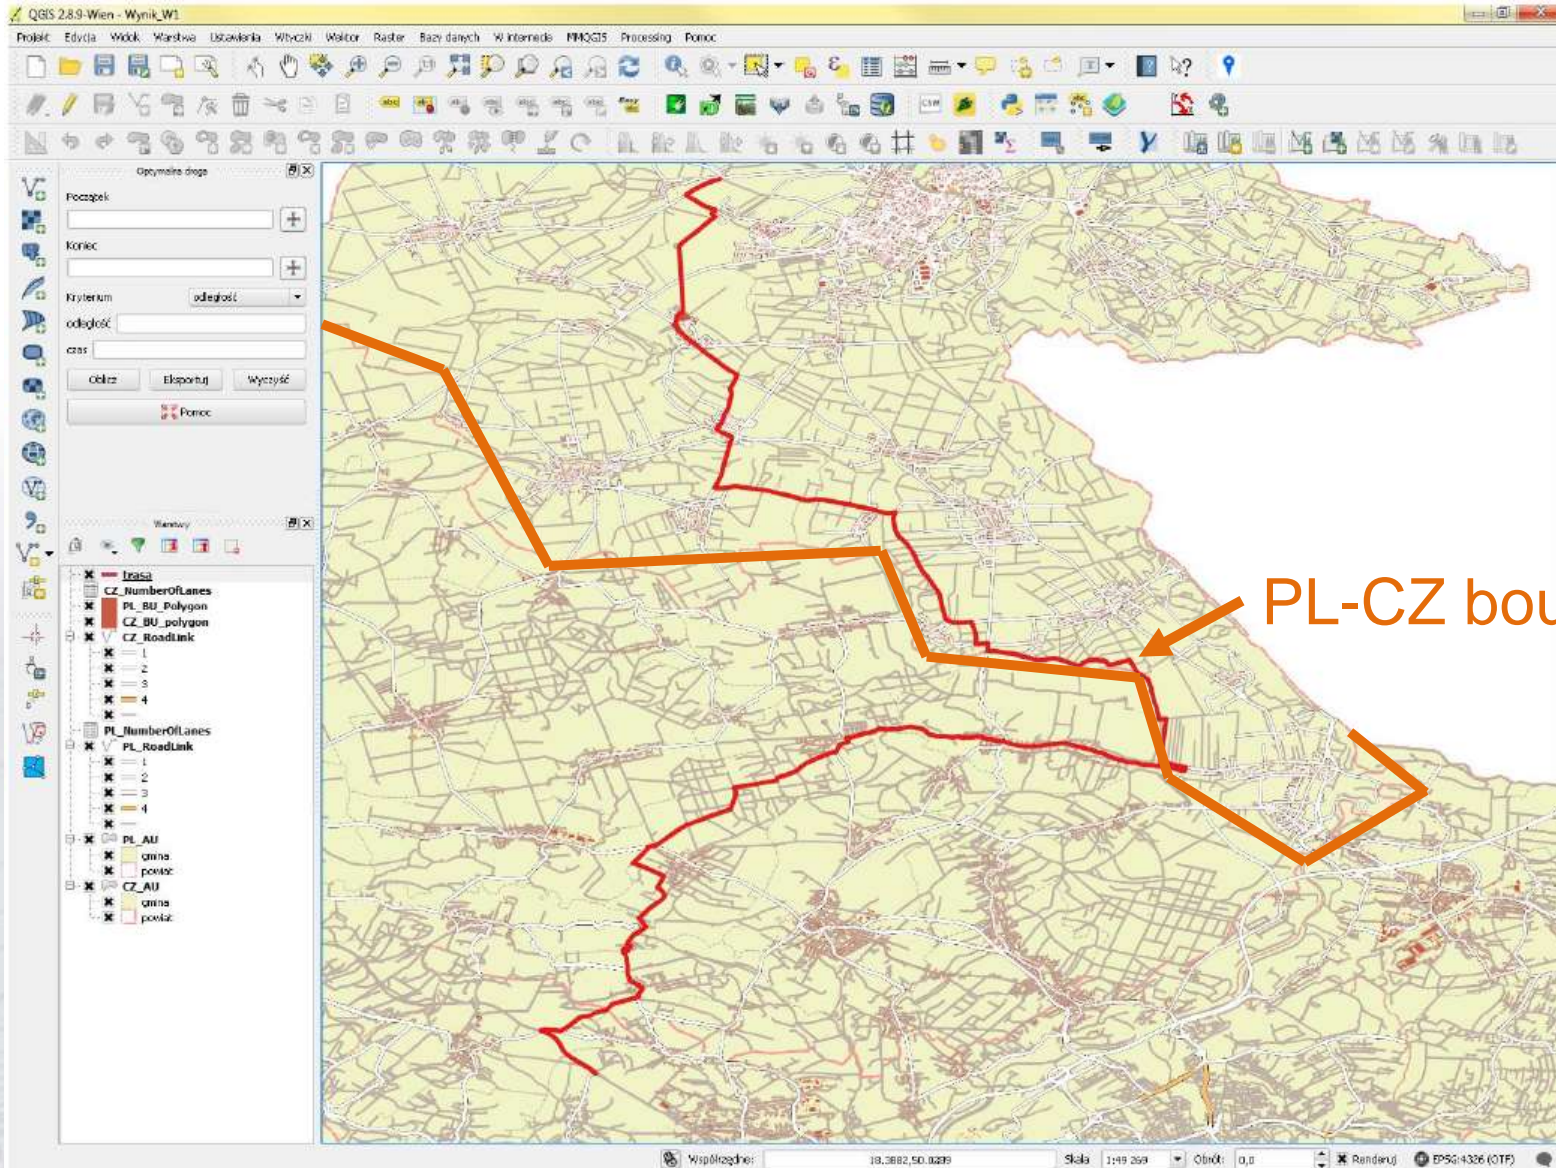 QGIS 2.8.9-Wien - Wynik_W1
Projekt Edycja Widok Warstwa Ustawienia Wtyczki Wektor Raster Bazy danych W internecie MMQGIS Processing Pomoc
Optymalna droga
Początek
Koniec
Kryterium odległość
odległość
czas
Oblicz Eksportuj Wyczyść
Pomoc
Warstwy
trasa
CZ_NumberOfLanes
PL_BU_Polygon
CZ_BU_polygon
CZ_RoadLink
1
2
3
4
PL_NumberOfLanes
PL_RoadLink
1
2
3
4
PL_AU
gmina
powiat
CZ_AU
gmina
powiat
PL-CZ bou
Współrzędne: 18.3882,50.0289 Skala 1:49 269 Obrót: 0,0 Renderuj EPSG:4326 (OTF)